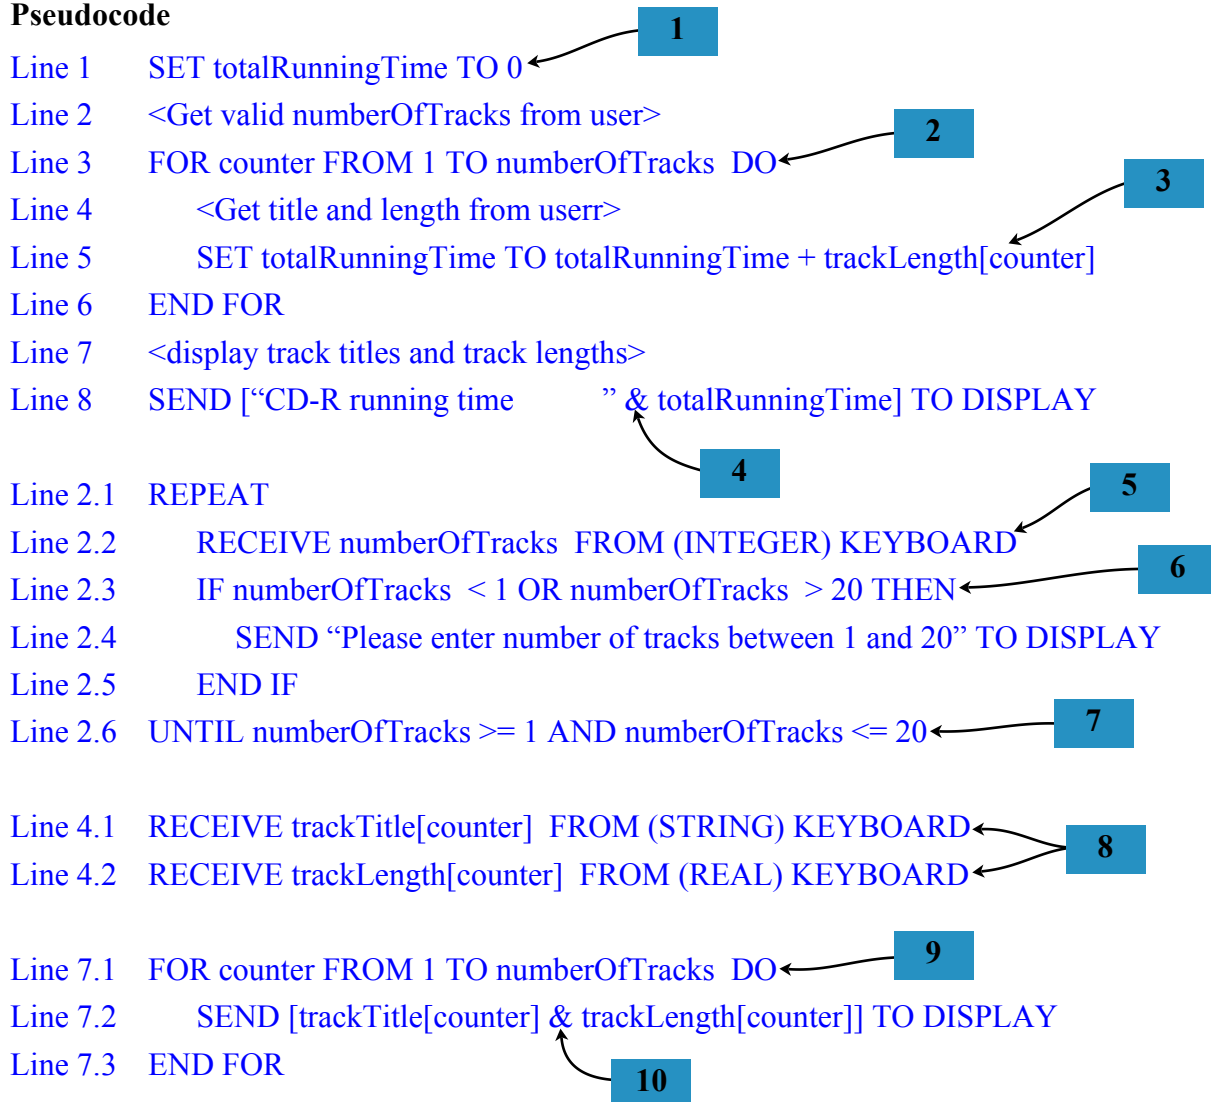 Pseudocode
1
Line 1 SET totalRunningTime TO 0
Line 2 <Get valid numberOfTracks from user>
2
Line 3 FOR counter FROM 1 TO numberOfTracks DO
3
Line 4 <Get title and length from userr>
Line 5 SET totalRunningTime TO totalRunningTime + trackLength[counter]
Line 6 END FOR
Line 7 <display track titles and track lengths>
Line 8 SEND [“CD-R running time ” & totalRunningTime] TO DISPLAY
4
5
Line 2.1 REPEAT
Line 2.2 RECEIVE numberOfTracks FROM (INTEGER) KEYBOARD
6
Line 2.3 IF numberOfTracks < 1 OR numberOfTracks > 20 THEN
Line 2.4 SEND “Please enter number of tracks between 1 and 20” TO DISPLAY
Line 2.5 END IF
7
Line 2.6 UNTIL numberOfTracks >= 1 AND numberOfTracks <= 20
Line 4.1 RECEIVE trackTitle[counter] FROM (STRING) KEYBOARD
8
Line 4.2 RECEIVE trackLength[counter] FROM (REAL) KEYBOARD
9
Line 7.1 FOR counter FROM 1 TO numberOfTracks DO
Line 7.2 SEND [trackTitle[counter] & trackLength[counter]] TO DISPLAY
Line 7.3 END FOR
10